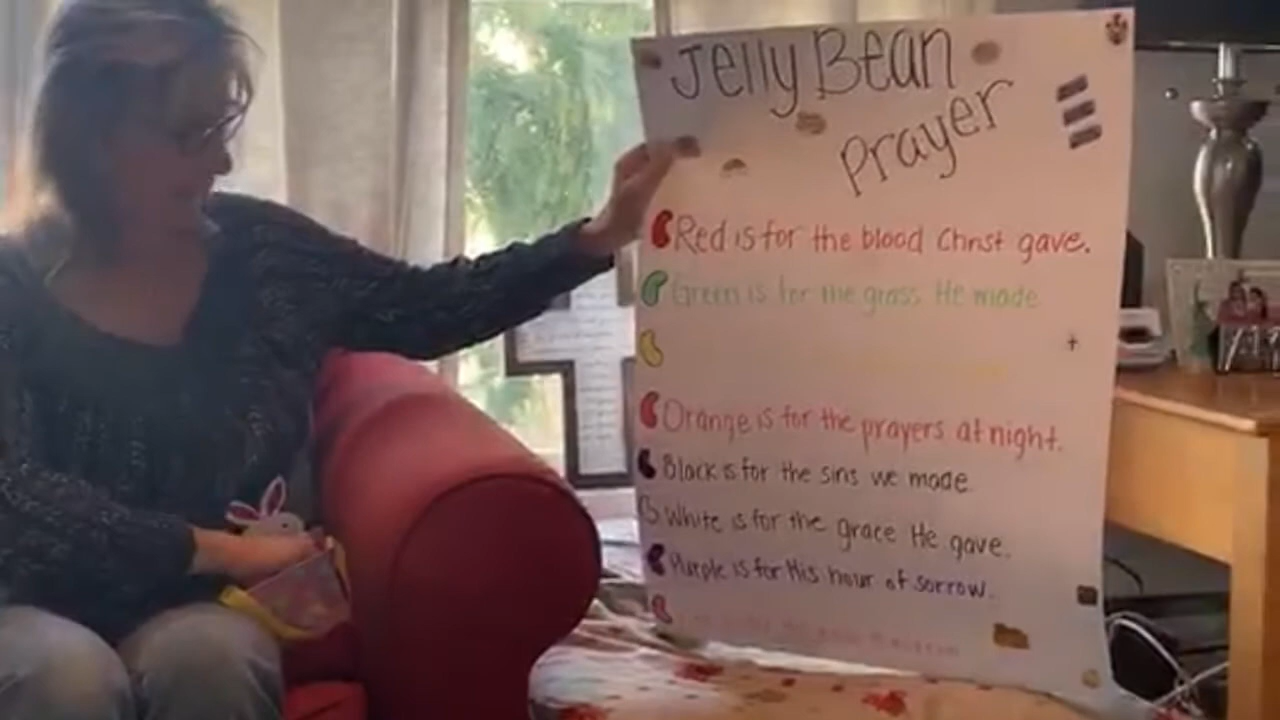 Jelly Bean
Prayer
Red is for the blood Christ gave.
Green is for the grass He made
Orange is for the prayers at night.
Black is for the sins we made.
White is for the grace He gave.
Purple is for His hour of sorrow.